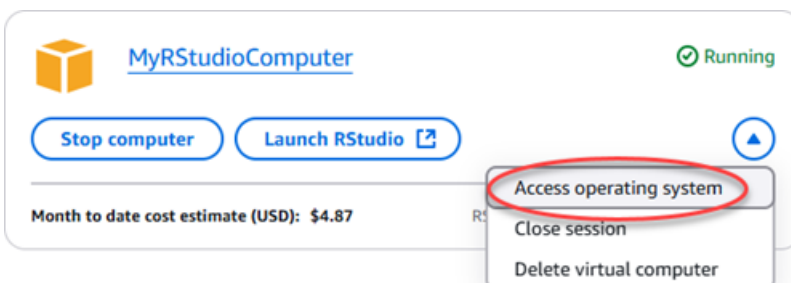 MyRStudioComputer
Running
Stop computer
Launch RStudio
Access operating system
Month to date cost estimate (USD): $4.87
Close session
Delete virtual computer